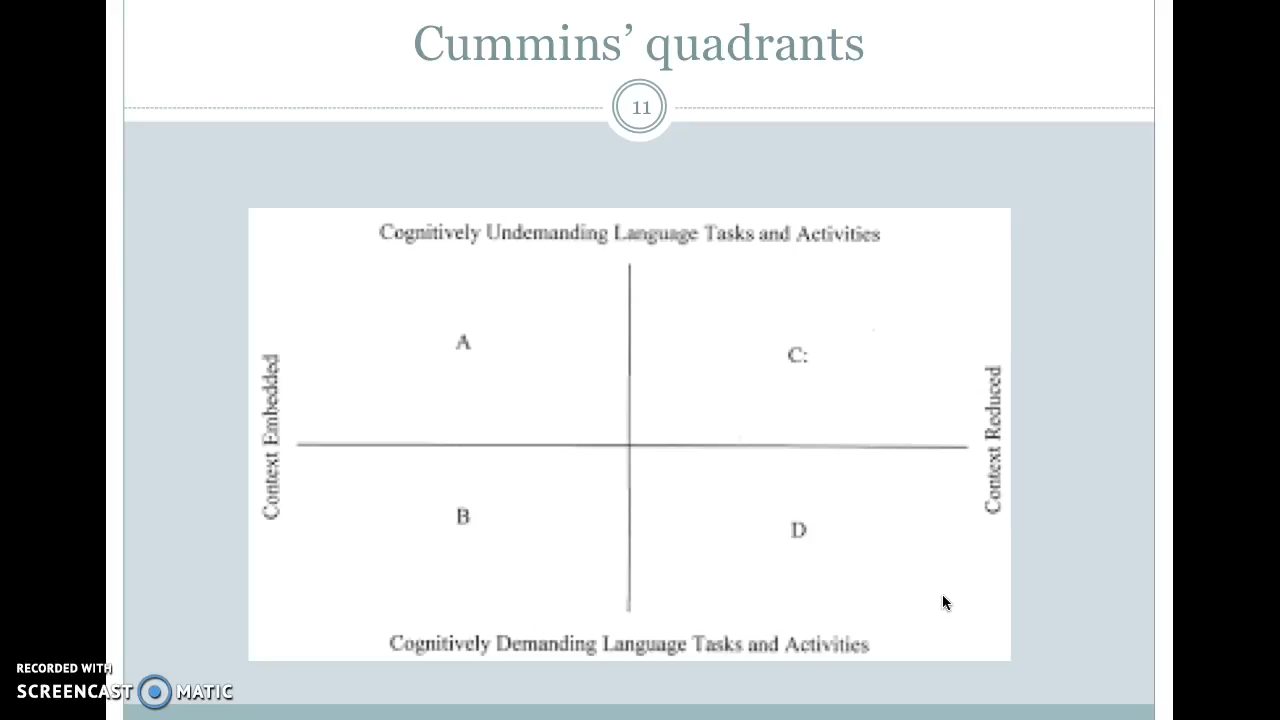 Cummins’ quadrants
11
Cognitively Undemanding Language Tasks and Activities
A
C:
Context Embedded
Context Reduced
B
D
Cognitively Demanding Language Tasks and Activities
RECORDED WITH
SCREENCAST MATIC